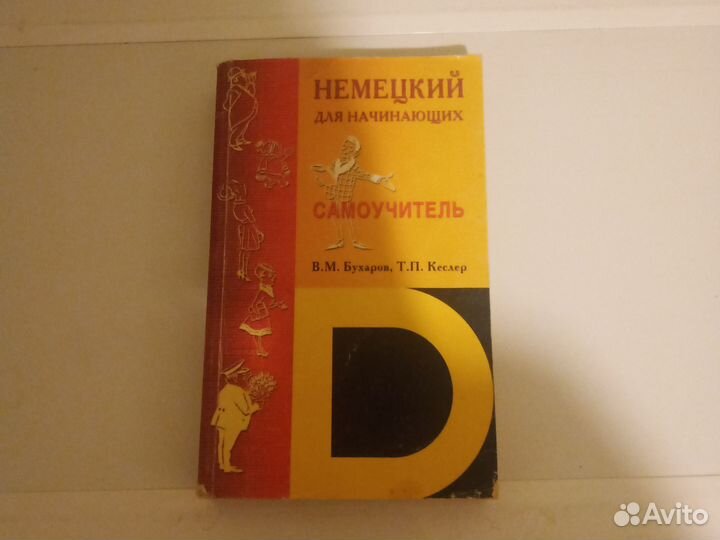 НЕМЕЦКИЙ
ДЛЯ НАЧИНАЮЩИХ
САМОУЧИТЕЛЬ
В.М. Бухаров, Т.П. Кеслер
D
Avito